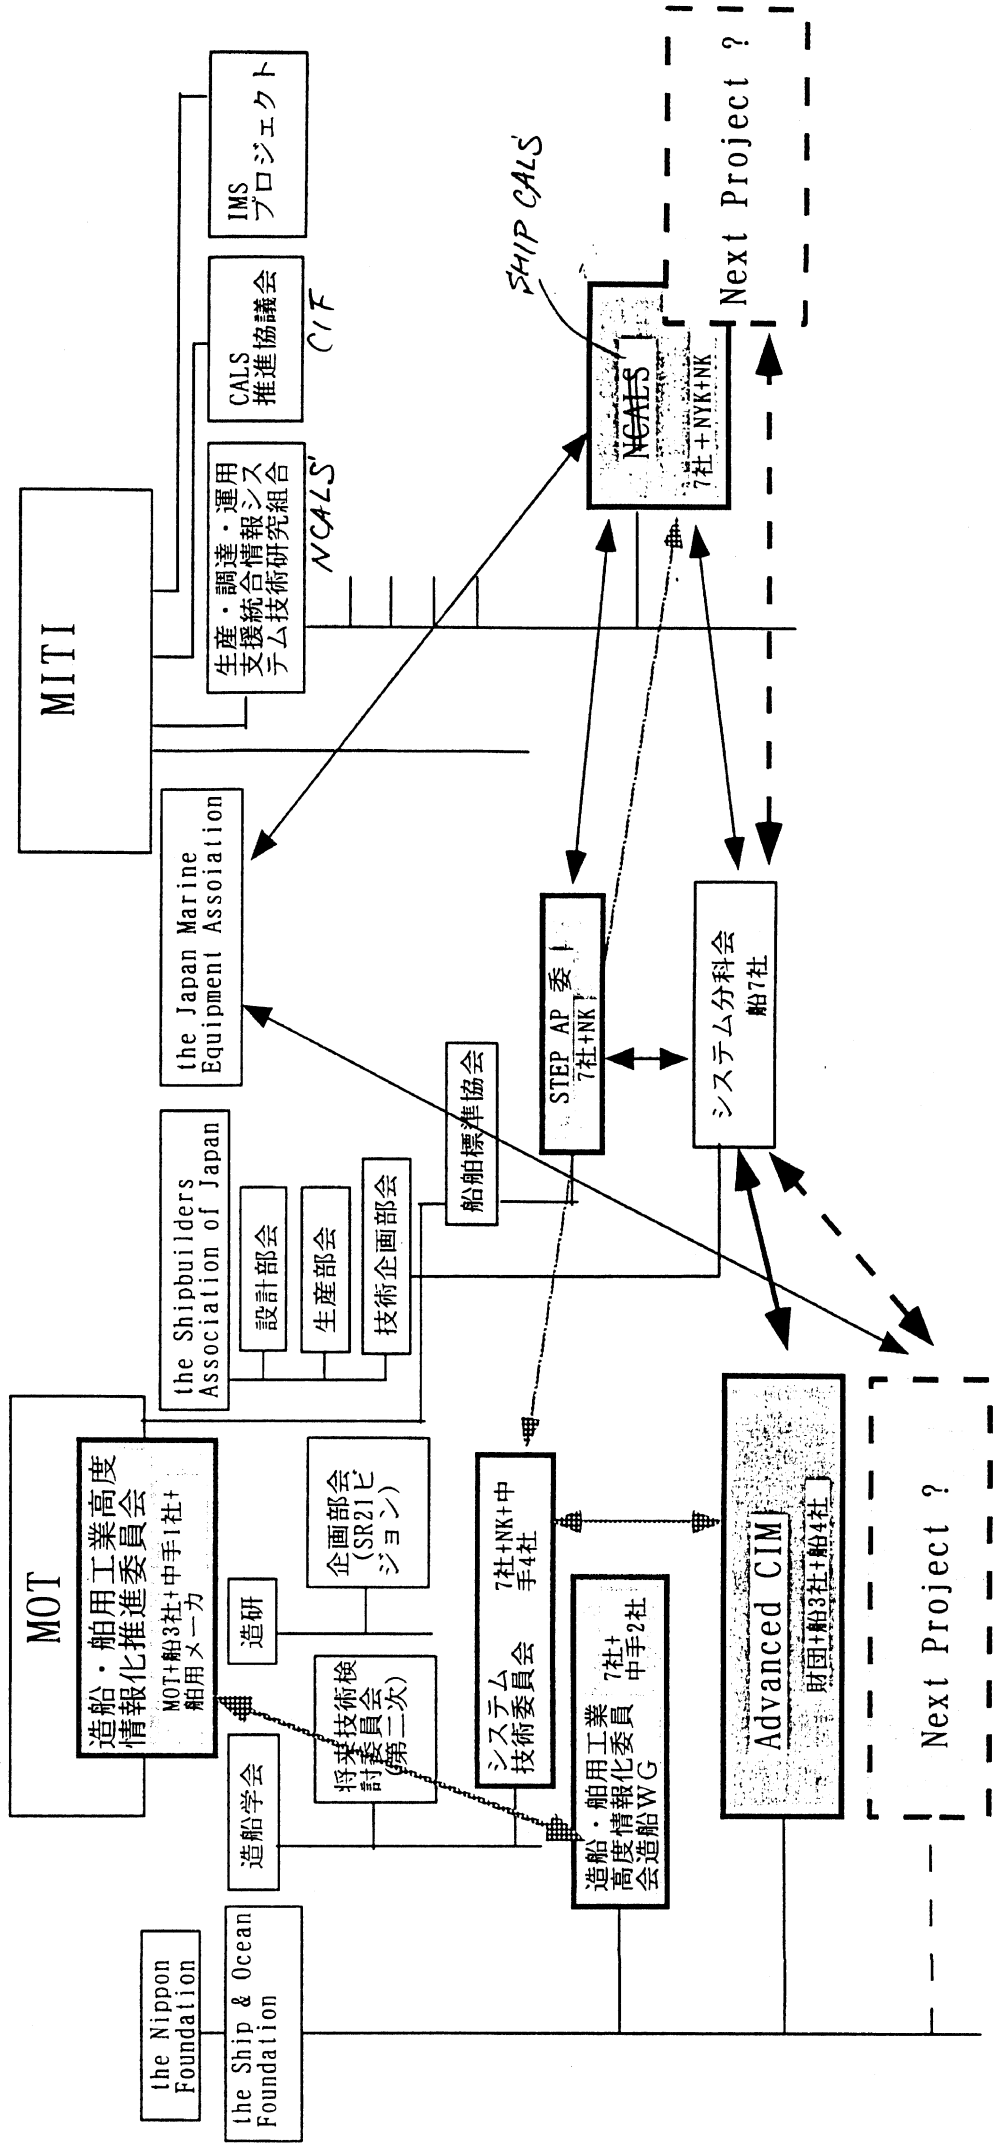 MOT
造船・舶用工業高度
情報化推進委員会
MOT+船3社+中手1社+
舶用メーカ
MITI
the Nippon
Foundation
the Ship & Ocean
Foundation
造船学会
将来技術検
討委員会
(第二次)
造研
企画部会
(SR21ビ
ジョン)
the Shipbuilders
Association of Japan
設計部会
生産部会
技術企画部会
the Japan Marine
Equipment Assoiation
生産・調達・運用
支援統合情報シス
テム技術研究組合
NCALS
CALS
推進協議会
CIF
IMS
プロジェクト
船舶標準協会
システム
技術委員会
7社+NK+中
手4社
造船・舶用工業
高度情報化委員
会造船WG
7社+
中手2社
STEP AP 委
7社+NK
システム分科会
船7社
SHIP CALS
NCALS
7社+NYK+NK
Next Project ?
Advanced CIM
財団+船3社+船4社
Next Project ?